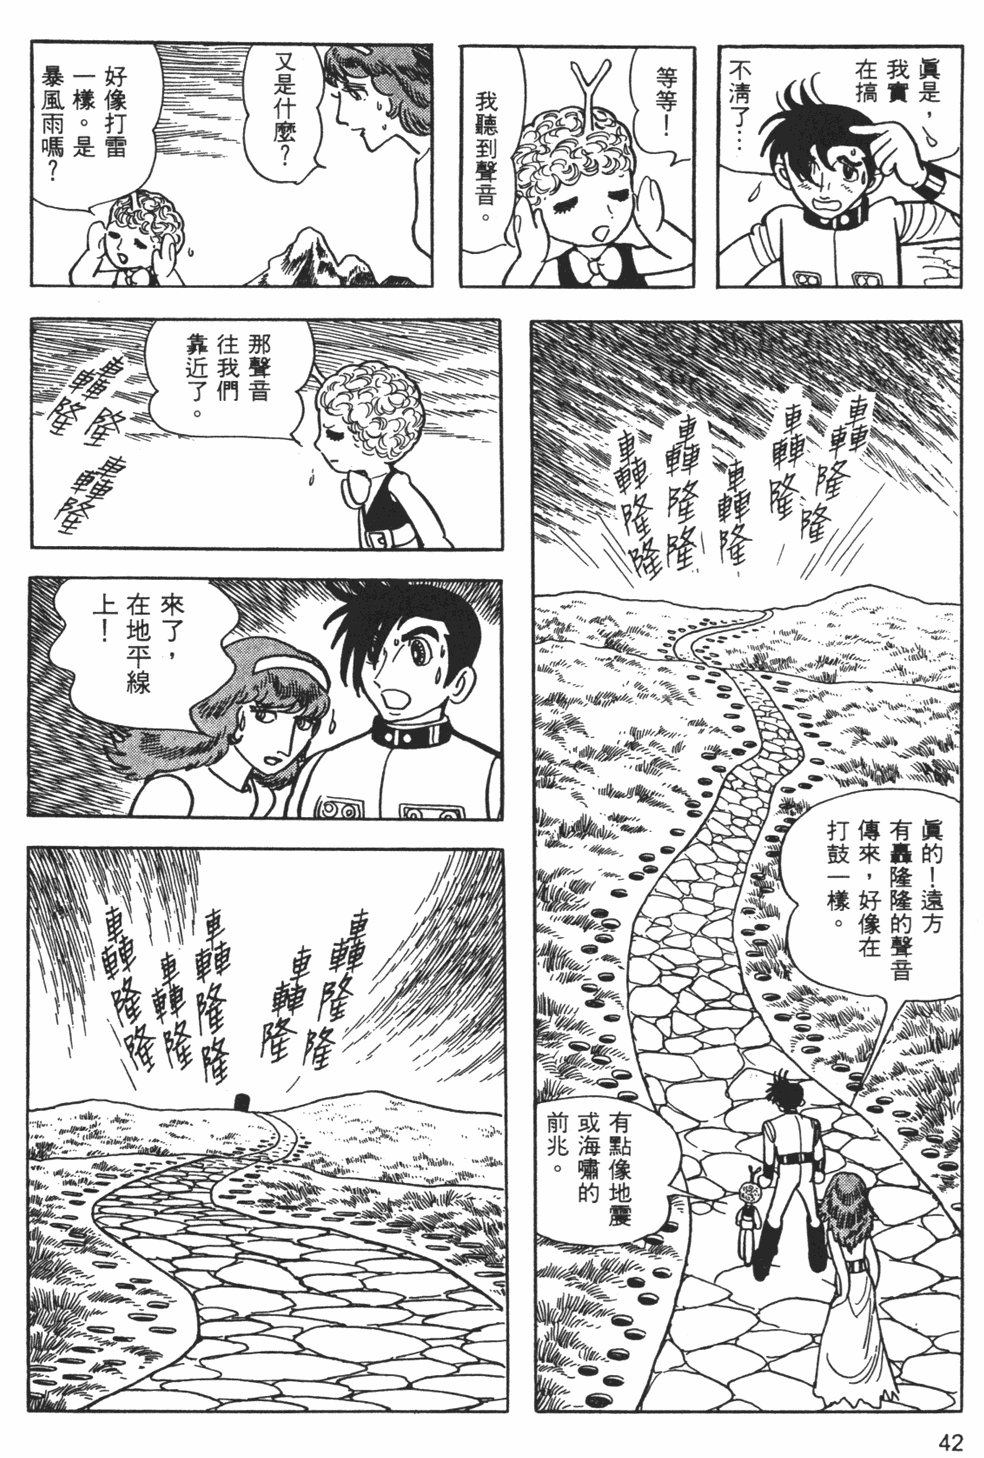 真是，
我實
在搞
不清了…
等等！
我聽到聲音。
又是什麼？
好像打雷
一樣。是
暴風雨嗎？
轟隆
轟隆
轟隆
轟隆隆
轟隆隆
真的！遠方
有轟隆隆的聲音
傳來，好像在
打鼓一樣。
有點像地震
或海嘯的
前兆。
那聲音
往我們
靠近了。
轟隆
轟隆
轟隆
來了，
在地平線
上！
轟隆隆
轟隆
轟隆隆
轟隆隆
轟隆隆
42